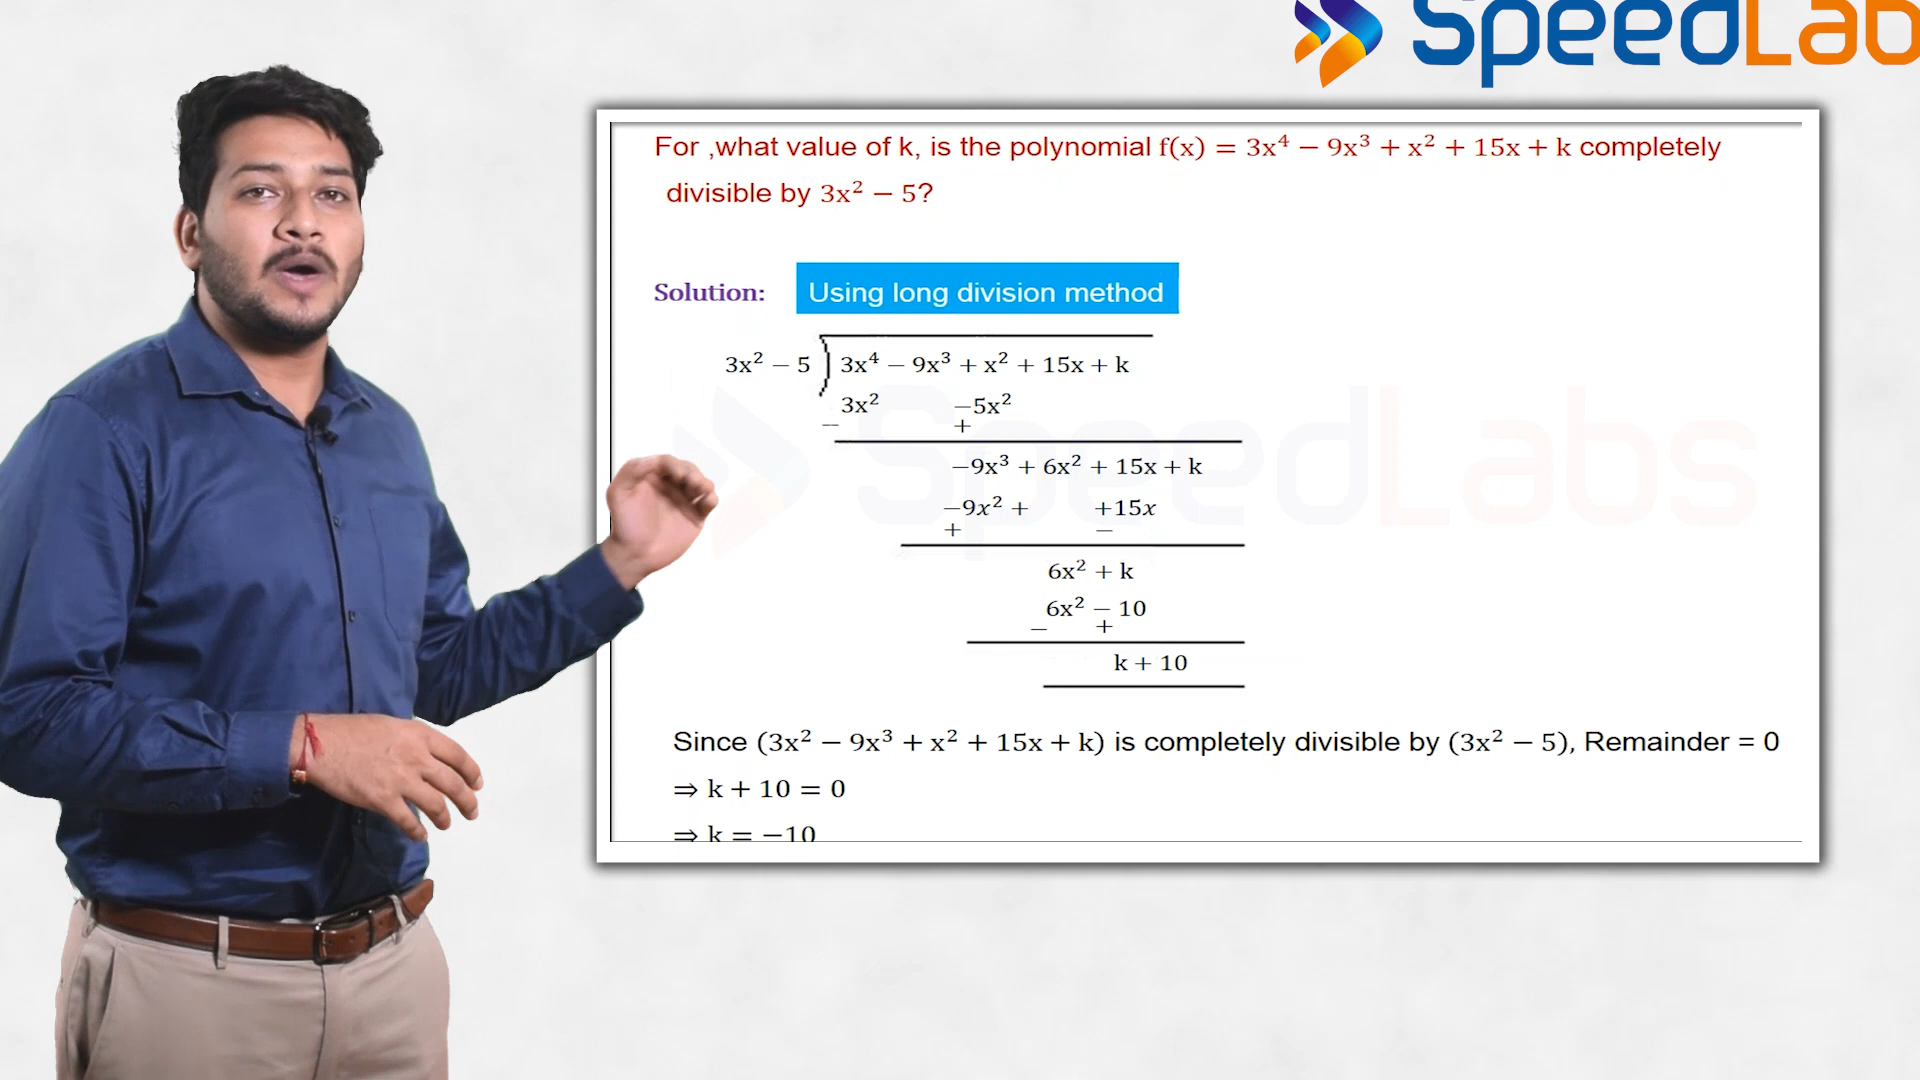 SpeedLab
For ,what value of k, is the polynomial f(x) = 3x⁴ − 9x³ + x² + 15x + k completely
divisible by 3x² − 5?
Solution: Using long division method
3x² − 5 ) 3x⁴ − 9x³ + x² + 15x + k
3x² −5x²
− +
−9x³ + 6x² + 15x + k
−9x² + +15x
+ −
6x² + k
6x² − 10
− +
k + 10
Since (3x² − 9x³ + x² + 15x + k) is completely divisible by (3x² − 5), Remainder = 0
⇒ k + 10 = 0
⇒ k = −10
SpeedLabs